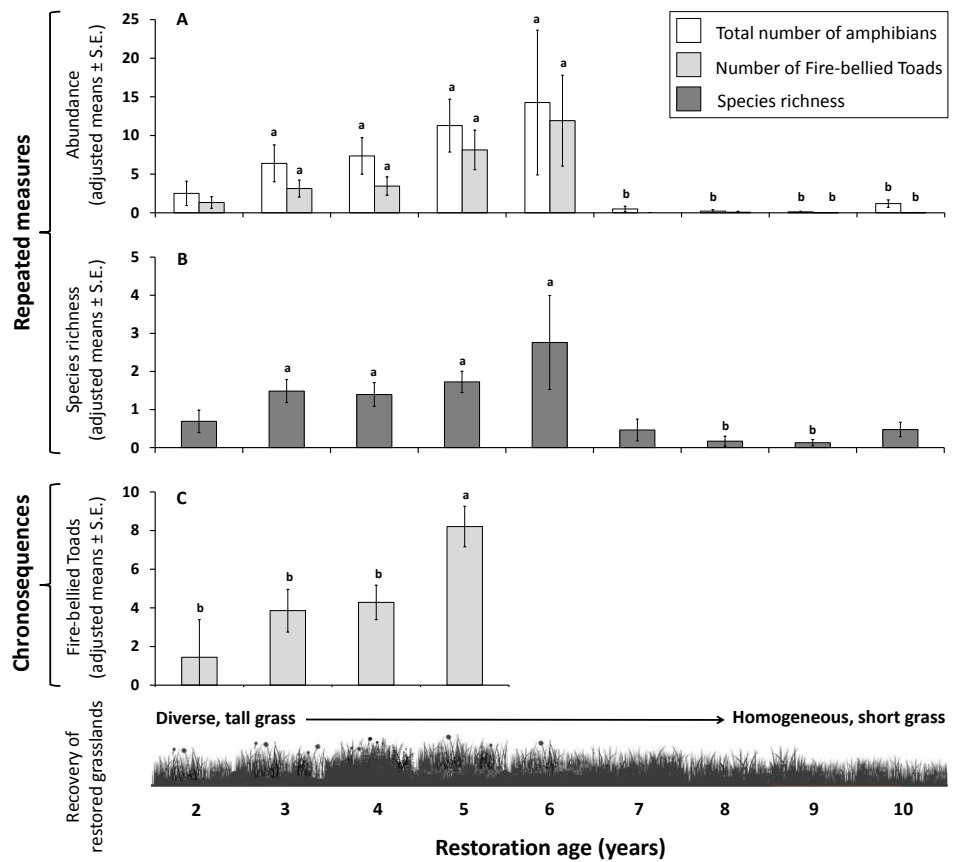 A
25
20
15
10
5
0
Abundance
(adjusted means ± S.E.)
a
a
a
a
a
a
a
a
b
b
b
b
b
b
b
Total number of amphibians
Number of Fire-bellied Toads
Species richness
Repeated measures
B
5
4
3
2
1
0
Species richness
(adjusted means ± S.E.)
a
a
a
a
b
b
C
10
8
6
4
2
0
Chronosequences
Fire-bellied Toads
(adjusted means ± S.E.)
b
b
b
a
Recovery of
restored grasslands
Diverse, tall grass
Homogeneous, short grass
2 3 4 5 6 7 8 9 10
Restoration age (years)